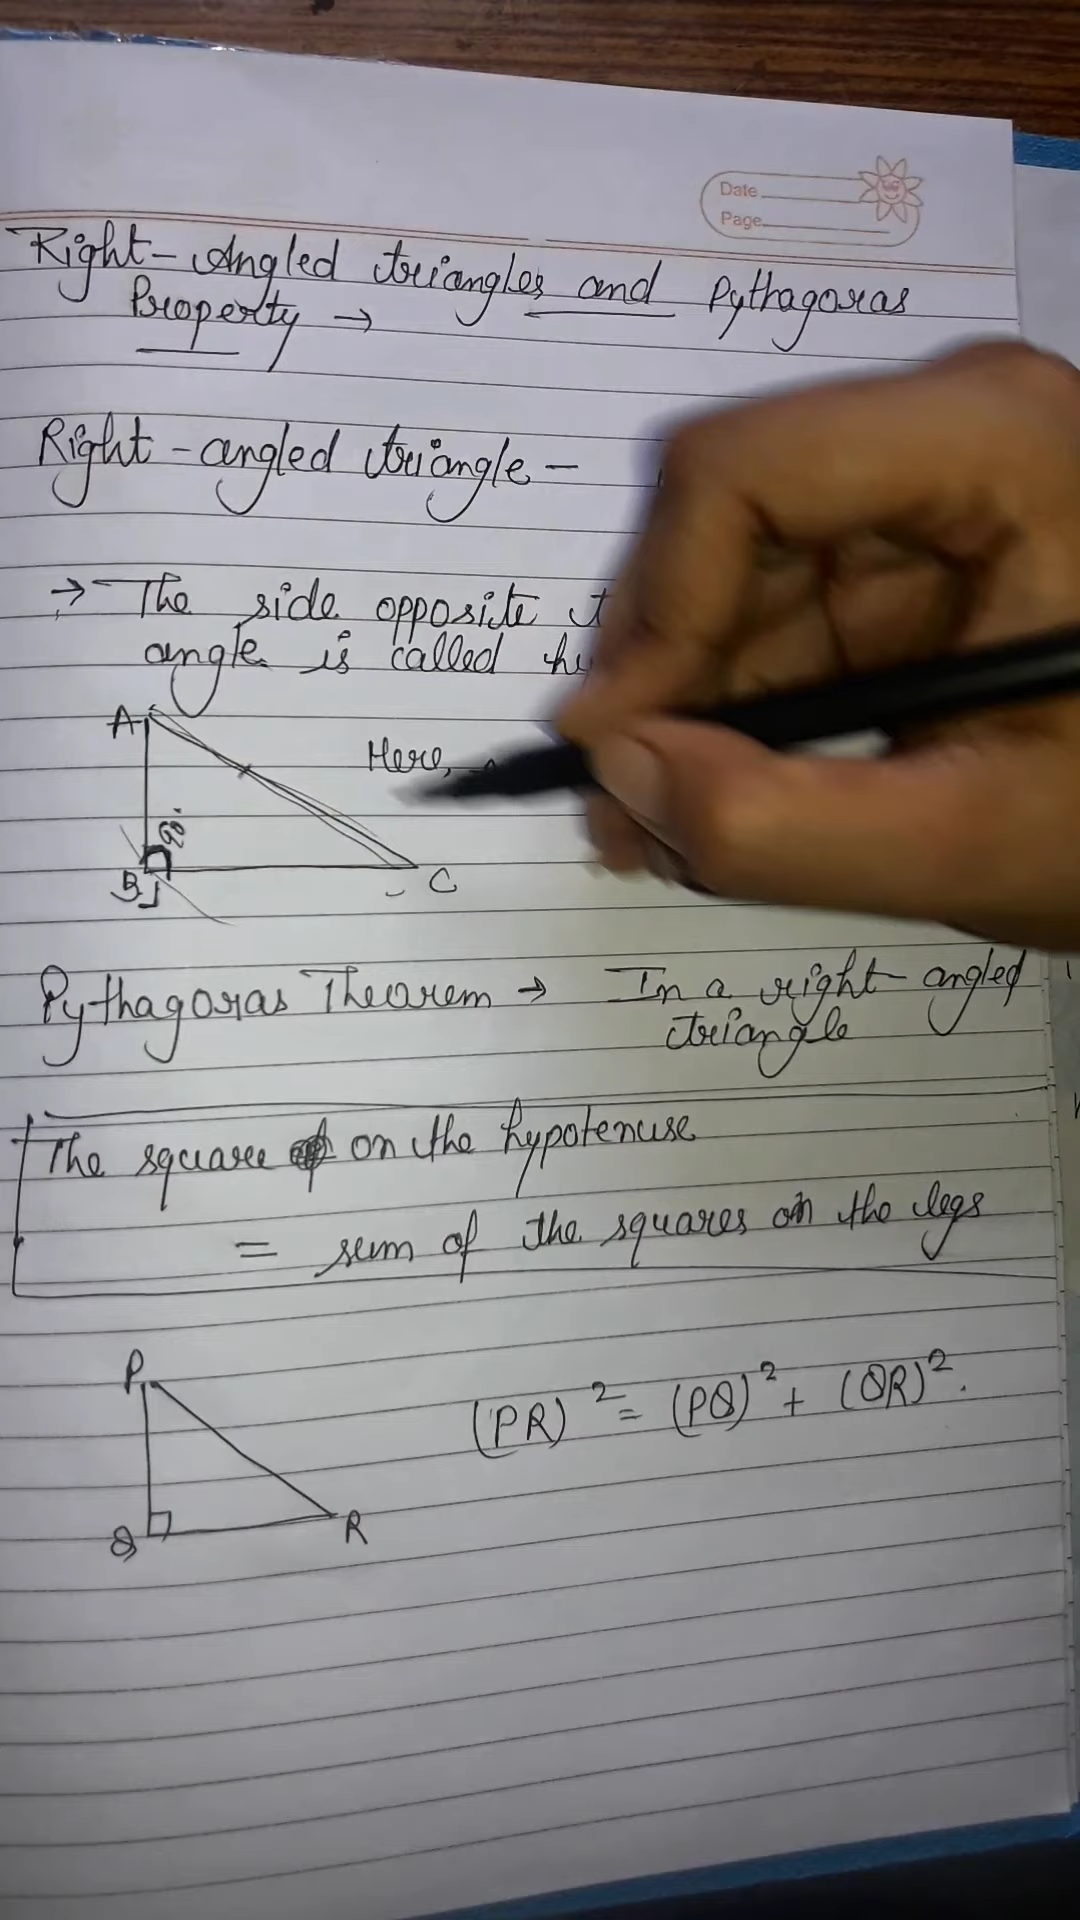 Date
Page
Right-Angled triangles and Pythagoras
Property →
Right-angled triangle -
→ The side opposite
angle is called
A
Here,
90°
B
C
Pythagoras Thearem → In a right-angled
triangle
The square on the hypotenuse
= sum of the squares on the legs
P
(PR)² = (PQ)² + (QR)².
Q
R